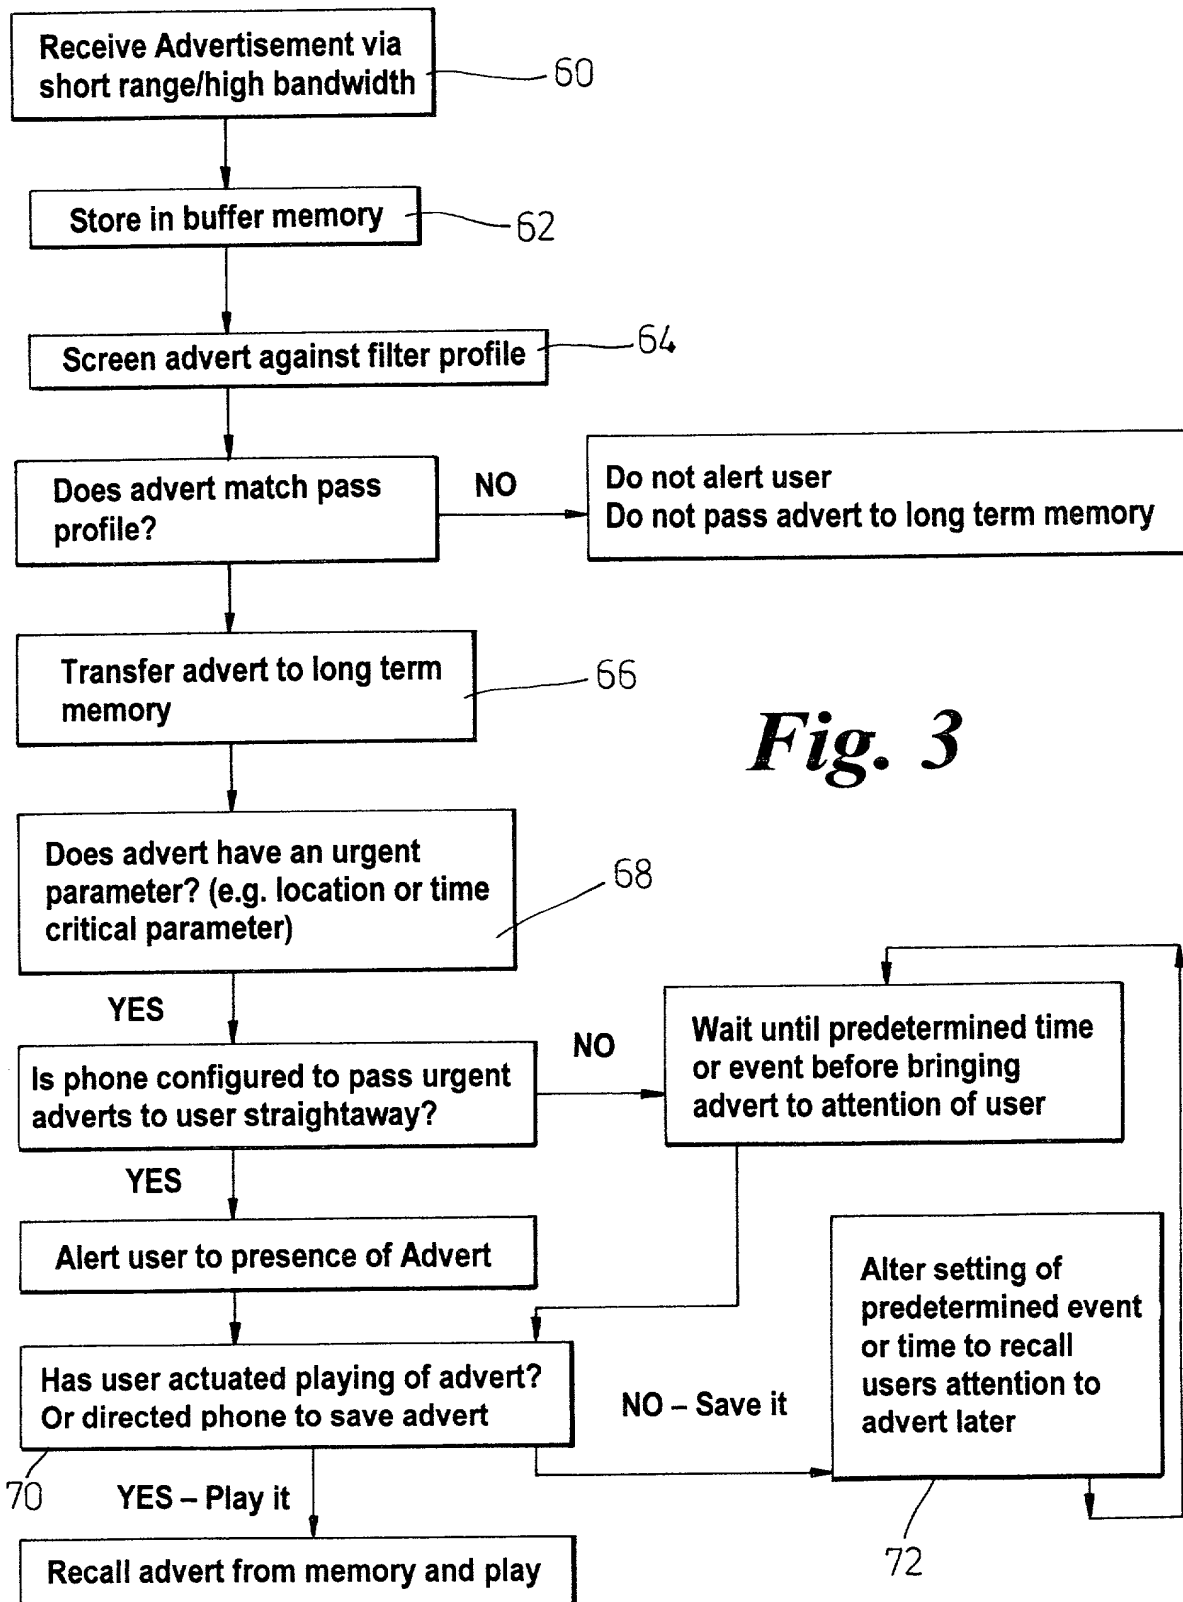 Receive Advertisement via
short range/high bandwidth
60
Store in buffer memory
62
Screen advert against filter profile
64
Does advert match pass
profile?
NO
Do not alert user
Do not pass advert to long term memory
Transfer advert to long term
memory
66
Fig. 3
Does advert have an urgent
parameter? (e.g. location or time
critical parameter)
68
YES
Is phone configured to pass urgent
adverts to user straightaway?
NO
Wait until predetermined time
or event before bringing
advert to attention of user
YES
Alert user to presence of Advert
Has user actuated playing of advert?
Or directed phone to save advert
70
NO – Save it
Alter setting of
predetermined event
or time to recall
users attention to
advert later
72
YES – Play it
Recall advert from memory and play